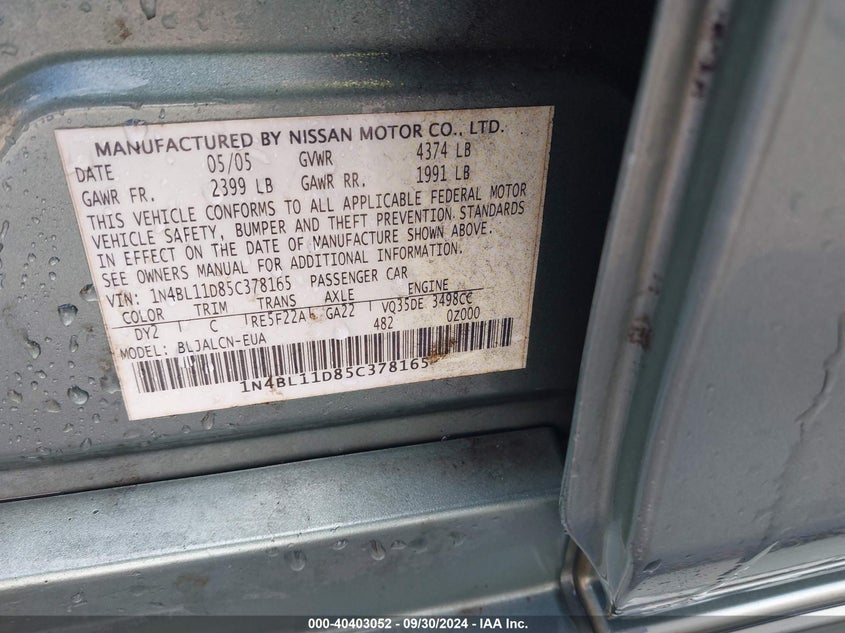 MANUFACTURED BY NISSAN MOTOR CO., LTD.
DATE 05/05 GVWR 4374 LB
GAWR FR. 2399 LB GAWR RR. 1991 LB
THIS VEHICLE CONFORMS TO ALL APPLICABLE FEDERAL MOTOR
VEHICLE SAFETY, BUMPER AND THEFT PREVENTION STANDARDS
IN EFFECT ON THE DATE OF MANUFACTURE SHOWN ABOVE.
SEE OWNERS MANUAL FOR ADDITIONAL INFORMATION.
VIN: 1N4BL11D85C378165 PASSENGER CAR
COLOR TRIM TRANS AXLE ENGINE
DY2 C RE5F22A GA22 VQ35DE 3498CC
482 0Z000
MODEL: BLJALCN-EUA
1N4BL11D85C378165
000-40403052 - 09/30/2024 - IAA Inc.